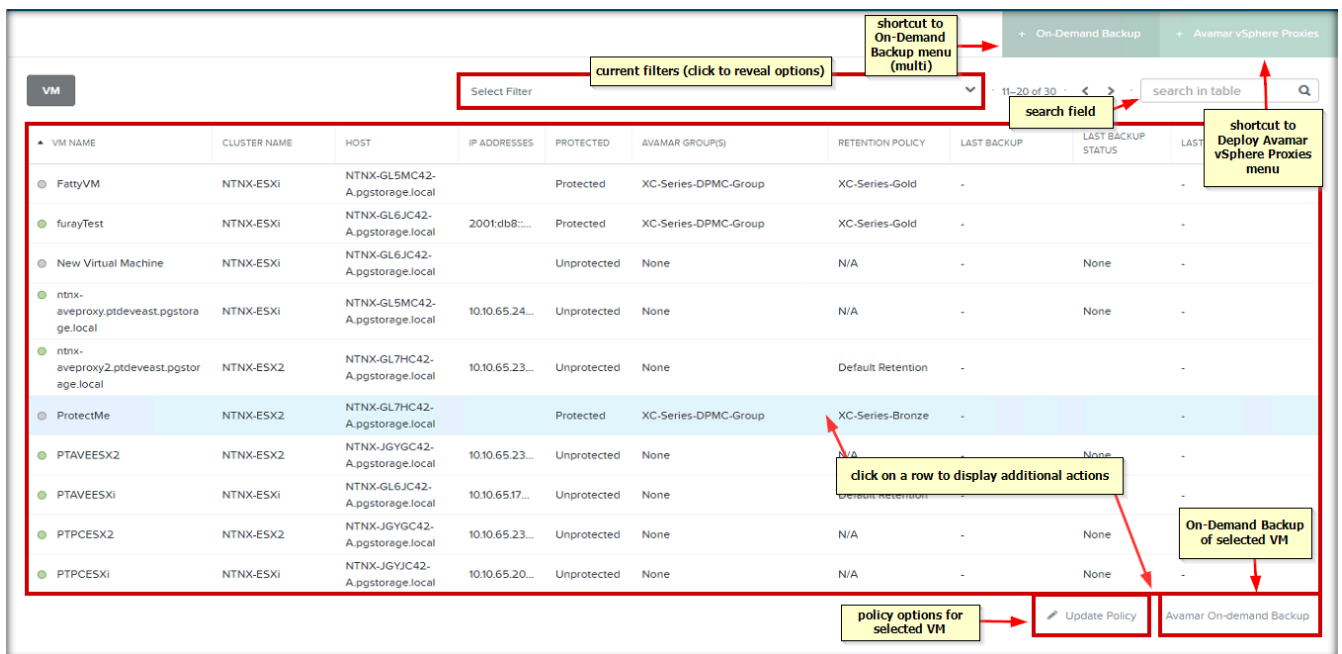 shortcut to
On-Demand
Backup menu
(multi)
+ On-Demand Backup
+ Avamar vSphere Proxies
current filters (click to reveal options)
VM
Select Filter
11–20 of 30
search in table
search field
shortcut to
Deploy Avamar
vSphere Proxies
menu
VM NAME CLUSTER NAME HOST IP ADDRESSES PROTECTED AVAMAR GROUP(S) RETENTION POLICY LAST BACKUP LAST BACKUP STATUS LAST
FattyVM NTNX-ESXi NTNX-GL5MC42-A.pgstorage.local Protected XC-Series-DPMC-Group XC-Series-Gold - -
furayTest NTNX-ESXi NTNX-GL6JC42-A.pgstorage.local 2001:db8::... Protected XC-Series-DPMC-Group XC-Series-Gold - -
New Virtual Machine NTNX-ESXi NTNX-GL6JC42-A.pgstorage.local Unprotected None N/A - None -
ntnx-aveproxy.ptdeveast.pgstorage.local NTNX-ESXi NTNX-GL5MC42-A.pgstorage.local 10.10.65.24... Unprotected None N/A - None -
ntnx-aveproxy2.ptdeveast.pgstorage.local NTNX-ESX2 NTNX-GL7HC42-A.pgstorage.local 10.10.65.23... Unprotected None Default Retention - -
ProtectMe NTNX-ESX2 NTNX-GL7HC42-A.pgstorage.local Protected XC-Series-DPMC-Group XC-Series-Bronze - -
PTAVEESX2 NTNX-ESX2 NTNX-JGYGC42-A.pgstorage.local 10.10.65.23... Unprotected None N/A - None -
click on a row to display additional actions
PTAVEESXi NTNX-ESXi NTNX-GL6JC42-A.pgstorage.local 10.10.65.17... Unprotected None Default Retention -
PTPCESX2 NTNX-ESX2 NTNX-JGYGC42-A.pgstorage.local 10.10.65.23... Unprotected None N/A - None -
PTPCESXi NTNX-ESXi NTNX-JGYJC42-A.pgstorage.local 10.10.65.20... Unprotected None N/A - None -
On-Demand Backup
of selected VM
policy options for
selected VM
Update Policy
Avamar On-demand Backup